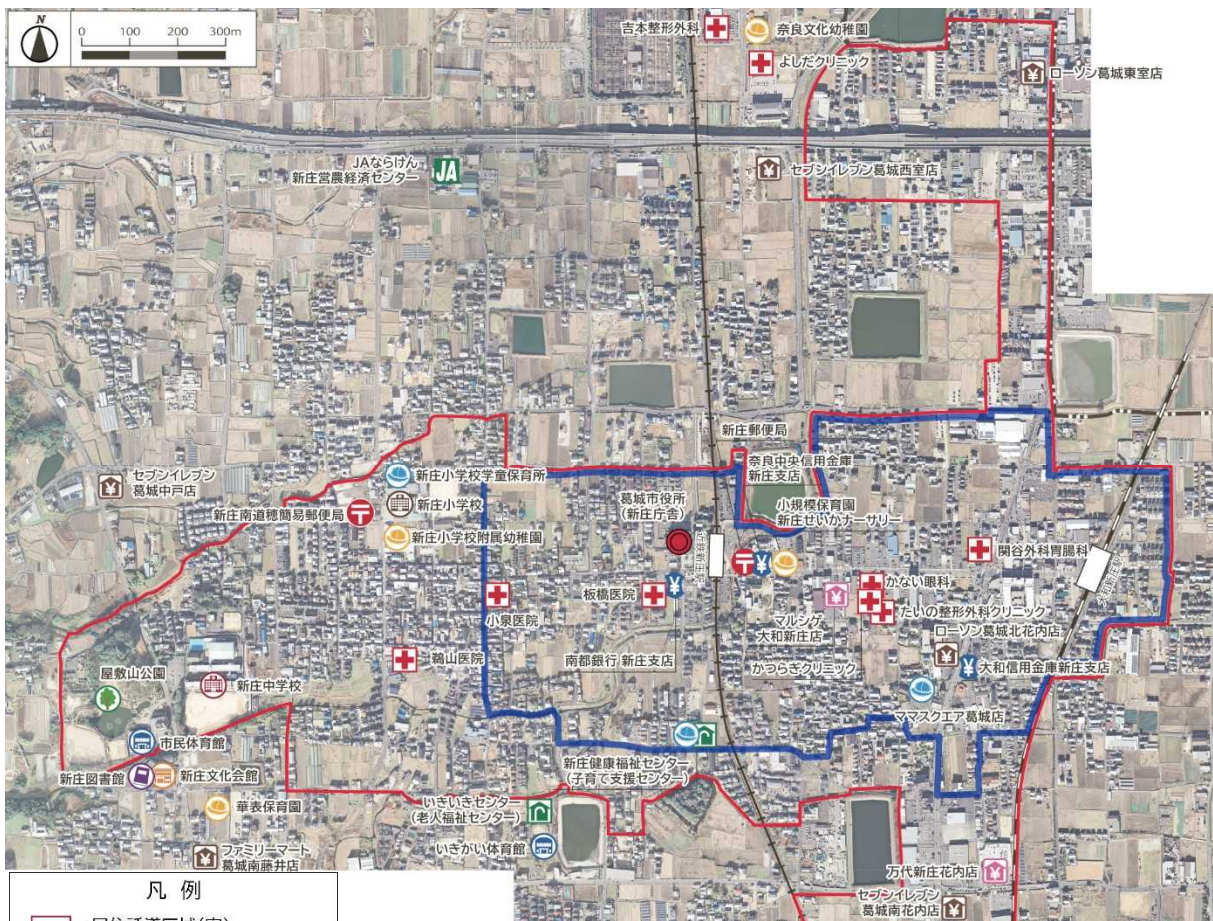 N
0 100 200 300m
吉本整形外科
奈良文化幼稚園
よしだクリニック
ローソン葛城東室店
JAならけん
新庄営農経済センター
JA
セブンイレブン葛城西室店
新庄郵便局
セブンイレブン
葛城中戸店
新庄小学校学童保育所
奈良中央信用金庫
新庄支店
葛城市役所
(新庄庁舎)
小規模保育園
新庄せいかナーサリー
新庄小学校
新庄南道穂簡易郵便局
新庄小学校附属幼稚園
近鉄新庄駅
関谷外科胃腸科
大和新庄駅
かない眼科
小泉医院
板橋医院
マルシゲ
大和新庄店
たいの整形外科クリニック
ローソン葛城北花内店
鵜山医院
南都銀行 新庄支店
かつらぎクリニック
大和信用金庫新庄支店
屋敷山公園
新庄中学校
ママスクエア葛城店
市民体育館
新庄健康福祉センター
(子育て支援センター)
新庄図書館
新庄文化会館
華表保育園
いきいきセンター
(老人福祉センター)
いきがい体育館
ファミリーマート
葛城南藤井店
万代新庄花内店
セブンイレブン
葛城南花内店
凡 例